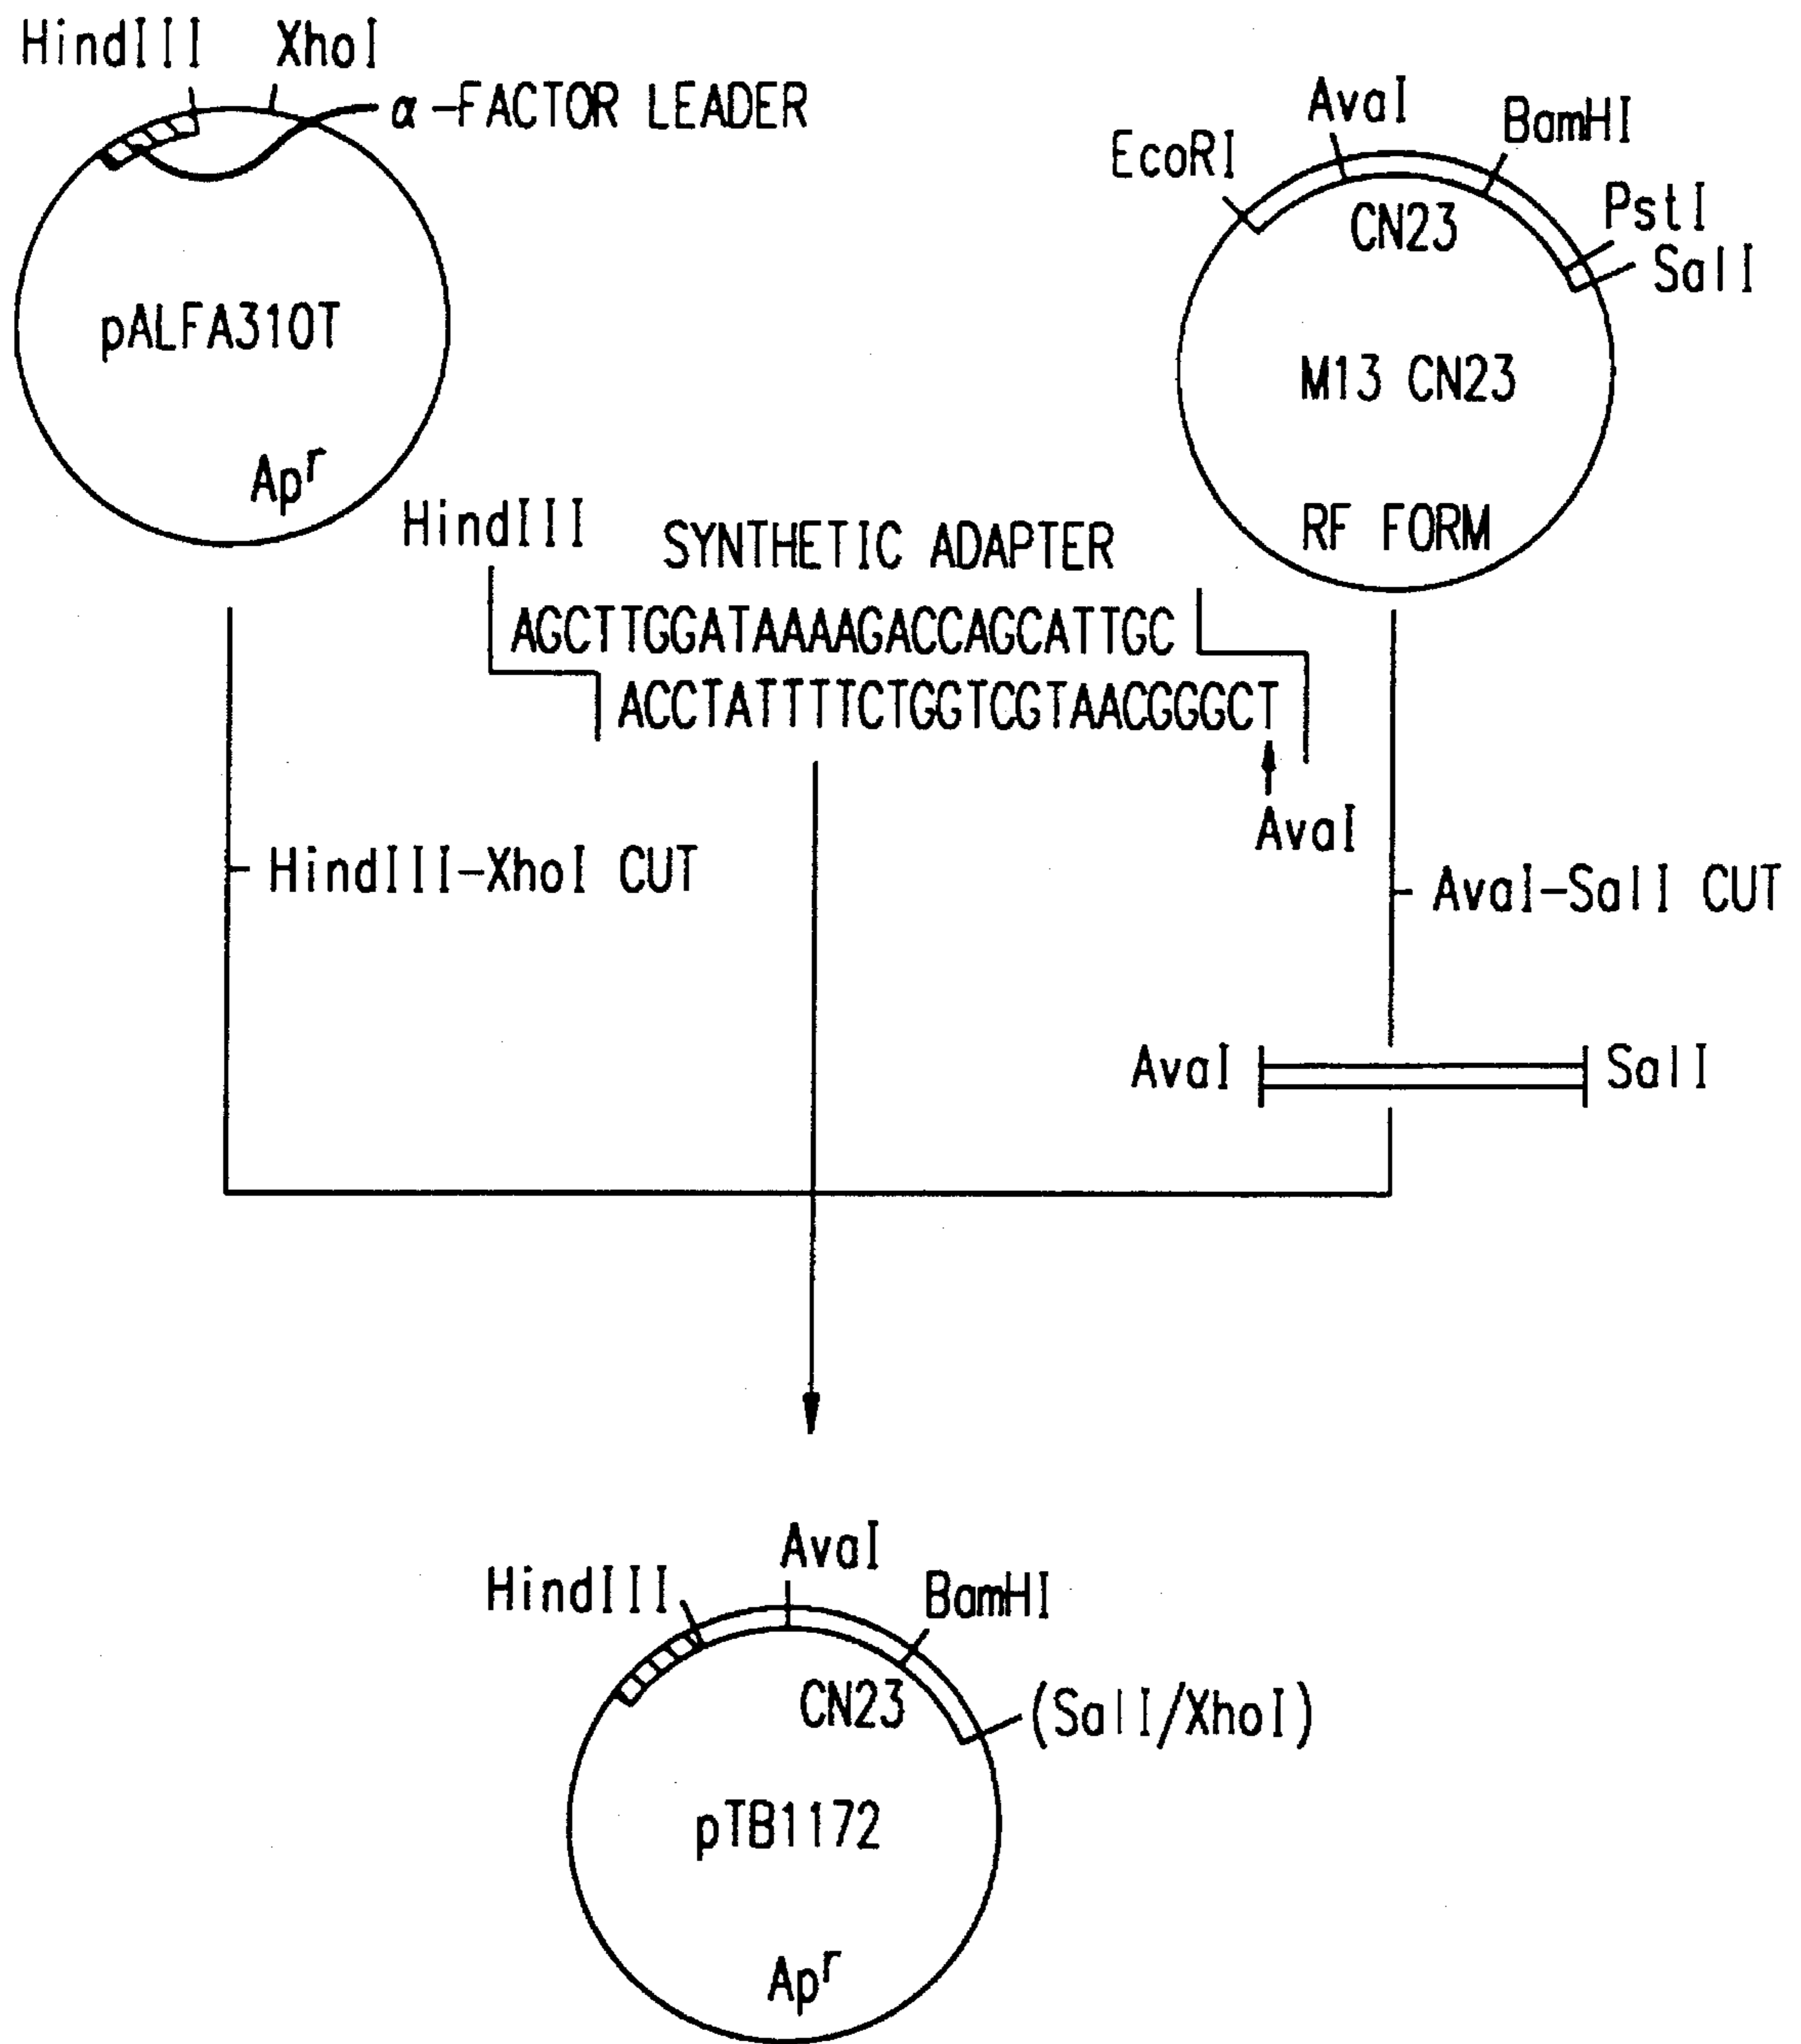 HindIII XhoI
α-FACTOR LEADER
pALFA310T
Apr
EcoRI
AvaI
BamHI
PstI
SalI
CN23
M13 CN23
RF FORM
HindIII
SYNTHETIC ADAPTER
AGCTTGGATAAAAGACCAGCATTGC
ACCTATTTTCTGGTCGTAACGGGCT
AvaI
HindIII-XhoI CUT
AvaI-SalI CUT
AvaI
SalI
HindIII
AvaI
BamHI
(SalI/XhoI)
CN23
pTB1172
Apr